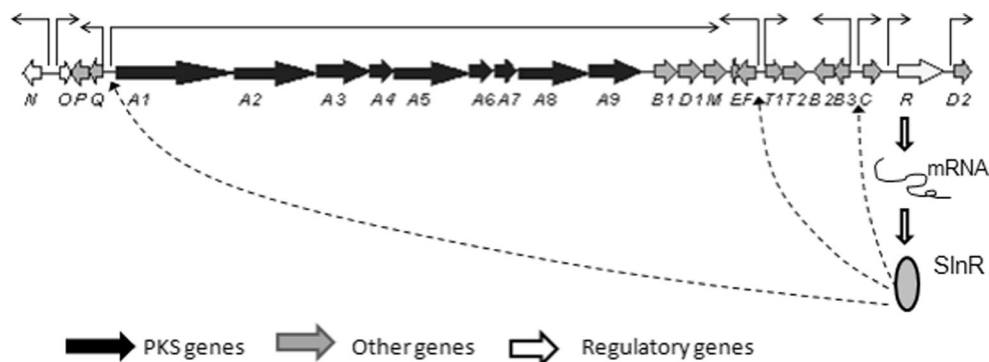 N O P Q A1 A2 A3 A4 A5 A6 A7 A8 A9 B1 D1 M E F T1 T2 B2 B3 C R D2
mRNA
SlnR
PKS genes Other genes Regulatory genes